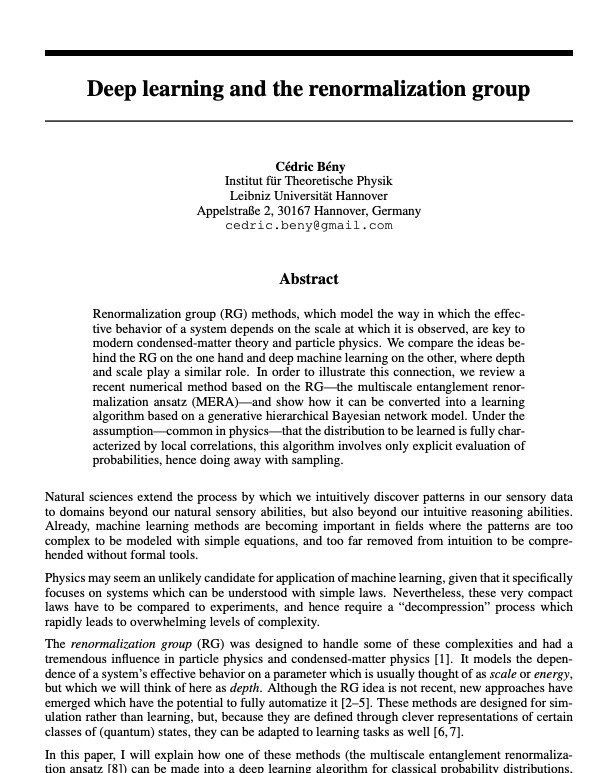 Deep learning and the renormalization group
Cédric Bény
Institut für Theoretische Physik
Leibniz Universität Hannover
Appelstraße 2, 30167 Hannover, Germany
cedric.beny@gmail.com
Abstract
Renormalization group (RG) methods, which model the way in which the effec-
tive behavior of a system depends on the scale at which it is observed, are key to
modern condensed-matter theory and particle physics. We compare the ideas be-
hind the RG on the one hand and deep machine learning on the other, where depth
and scale play a similar role. In order to illustrate this connection, we review a
recent numerical method based on the RG—the multiscale entanglement renor-
malization ansatz (MERA)—and show how it can be converted into a learning
algorithm based on a generative hierarchical Bayesian network model. Under the
assumption—common in physics—that the distribution to be learned is fully char-
acterized by local correlations, this algorithm involves only explicit evaluation of
probabilities, hence doing away with sampling.
Natural sciences extend the process by which we intuitively discover patterns in our sensory data
to domains beyond our natural sensory abilities, but also beyond our intuitive reasoning abilities.
Already, machine learning methods are becoming important in fields where the patterns are too
complex to be modeled with simple equations, and too far removed from intuition to be compre-
hended without formal tools.
Physics may seem an unlikely candidate for application of machine learning, given that it specifically
focuses on systems which can be understood with simple laws. Nevertheless, these very compact
laws have to be compared to experiments, and hence require a “decompression” process which
rapidly leads to overwhelming levels of complexity.
The renormalization group (RG) was designed to handle some of these complexities and had a
tremendous influence in particle physics and condensed-matter physics [1]. It models the depen-
dence of a system’s effective behavior on a parameter which is usually thought of as scale or energy,
but which we will think of here as depth. Although the RG idea is not recent, new approaches have
emerged which have the potential to fully automatize it [2–5]. These methods are designed for sim-
ulation rather than learning, but, because they are defined through clever representations of certain
classes of (quantum) states, they can be adapted to learning tasks as well [6,7].
In this paper, I will explain how one of these methods (the multiscale entanglement renormaliza-
tion ansatz [8]) can be made into a deep learning algorithm for classical probability distributions.